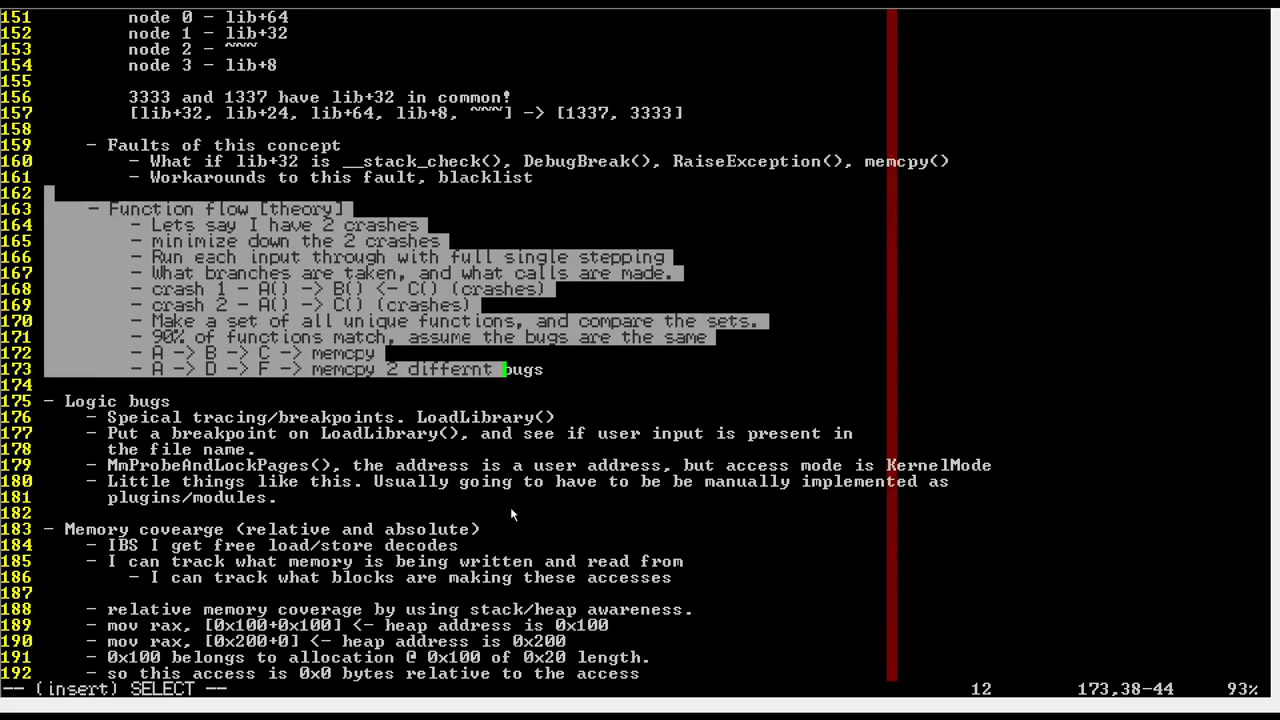 151 node 0 - lib+64
152 node 1 - lib+32
153 node 2 - ~~~
154 node 3 - lib+8
155
156 3333 and 1337 have lib+32 in common!
157 [lib+32, lib+24, lib+64, lib+8, ~~~] -> [1337, 3333]
158
159 - Faults of this concept
160 - What if lib+32 is __stack_check(), DebugBreak(), RaiseException(), memcpy()
161 - Workarounds to this fault, blacklist
162
163 - Function flow [theory]
164 - Lets say I have 2 crashes
165 - minimize down the 2 crashes
166 - Run each input through with full single stepping
167 - What branches are taken, and what calls are made.
168 - crash 1 - A() -> B() <- C() (crashes)
169 - crash 2 - A() -> C() (crashes)
170 - Make a set of all unique functions, and compare the sets.
171 - 90% of functions match, assume the bugs are the same
172 - A -> B -> C -> memcpy
173 - A -> D -> F -> memcpy 2 differnt bugs
174
175 - Logic bugs
176 - Speical tracing/breakpoints. LoadLibrary()
177 - Put a breakpoint on LoadLibrary(), and see if user input is present in
178 the file name.
179 - MmProbeAndLockPages(), the address is a user address, but access mode is KernelMode
180 - Little things like this. Usually going to have to be be manually implemented as
181 plugins/modules.
182
183 - Memory covearge (relative and absolute)
184 - IBS I get free load/store decodes
185 - I can track what memory is being written and read from
186 - I can track what blocks are making these accesses
187
188 - relative memory coverage by using stack/heap awareness.
189 - mov rax, [0x100+0x100] <- heap address is 0x100
190 - mov rax, [0x200+0] <- heap address is 0x200
191 - 0x100 belongs to allocation @ 0x100 of 0x20 length.
192 - so this access is 0x0 bytes relative to the access
-- (insert) SELECT -- 12 173,38-44 93%